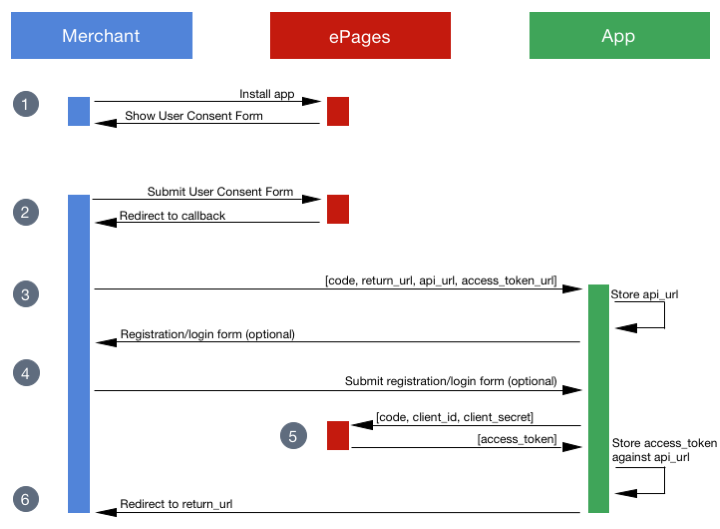 Merchant
ePages
App
1
Install app
Show User Consent Form
2
Submit User Consent Form
Redirect to callback
3
[code, return_url, api_url, access_token_url]
Store api_url
Registration/login form (optional)
4
Submit registration/login form (optional)
5
[code, client_id, client_secret]
[access_token]
Store access_token
against api_url
6
Redirect to return_url